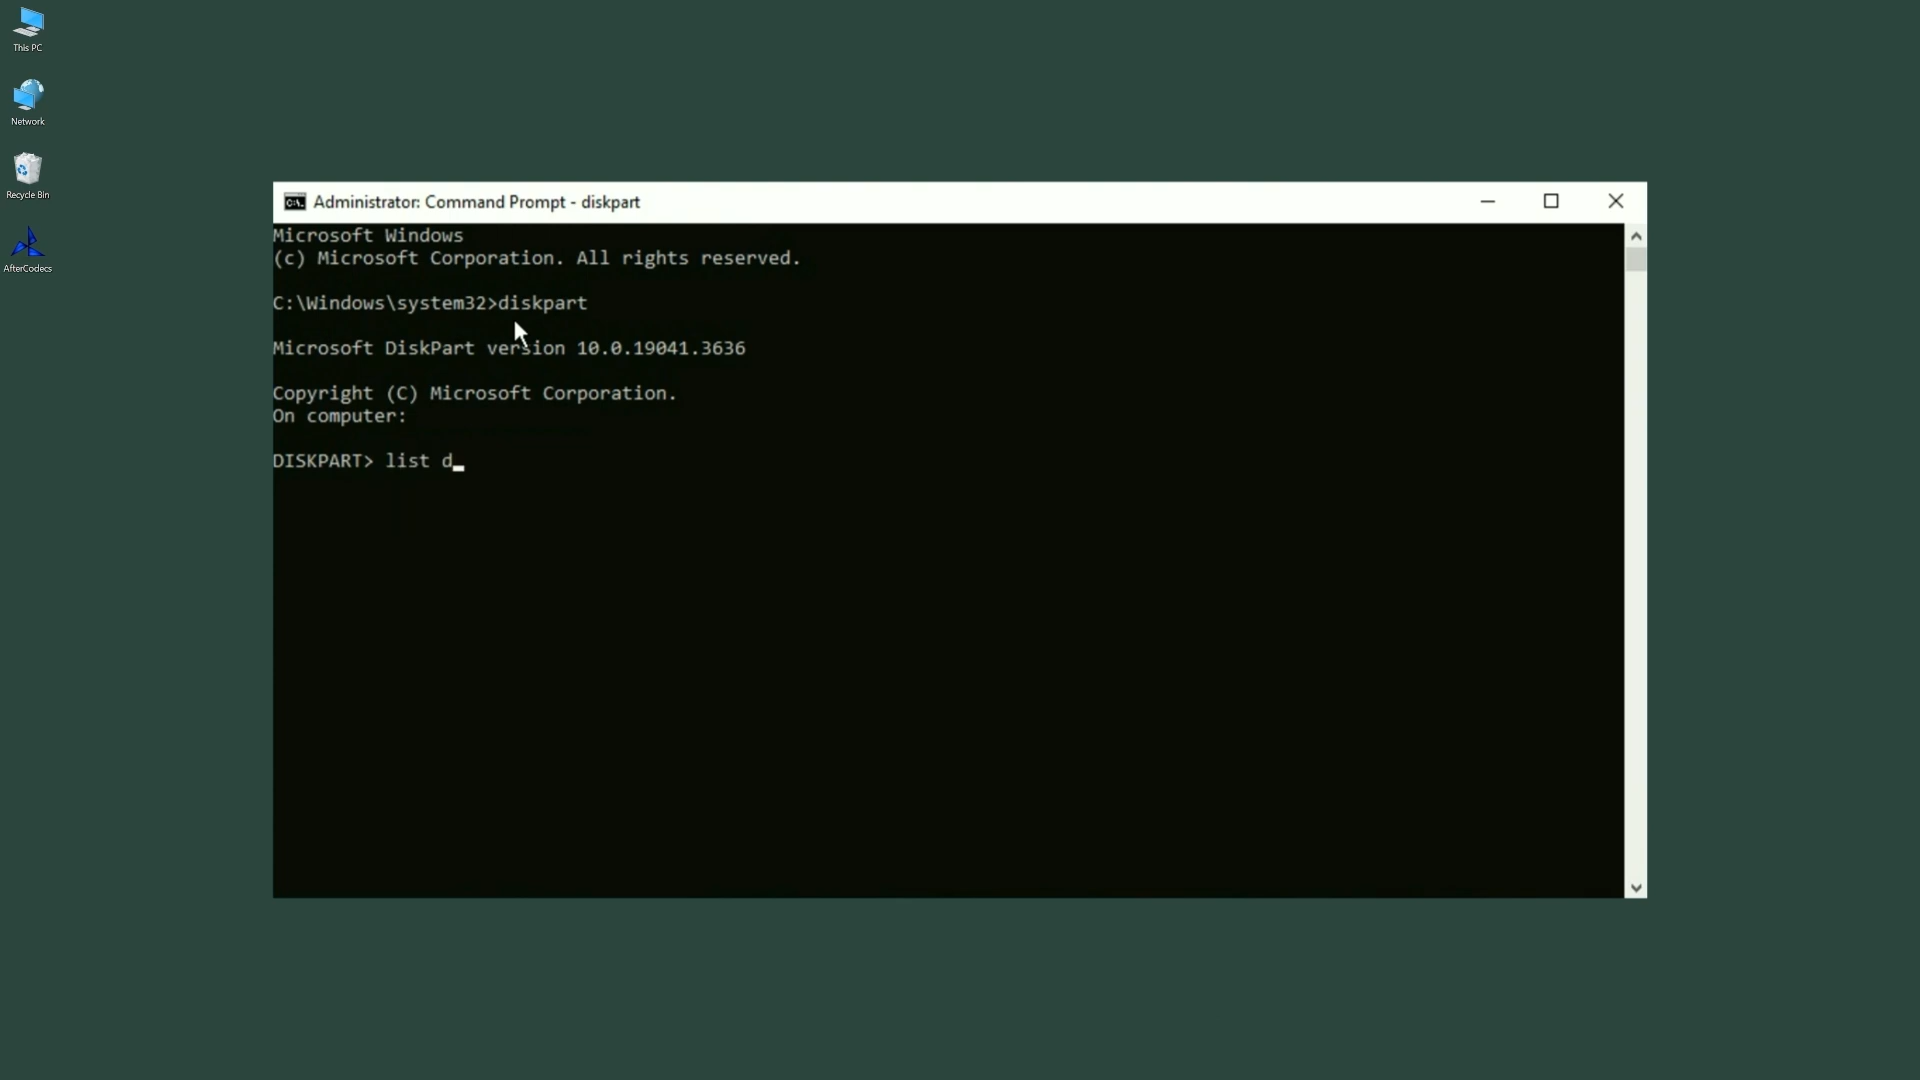 This PC
Network
Recycle Bin
AfterCodecs
Administrator: Command Prompt - diskpart
Microsoft Windows
(c) Microsoft Corporation. All rights reserved.
C:\Windows\system32>diskpart
Microsoft DiskPart version 10.0.19041.3636
Copyright (C) Microsoft Corporation.
On computer:
DISKPART> list d_